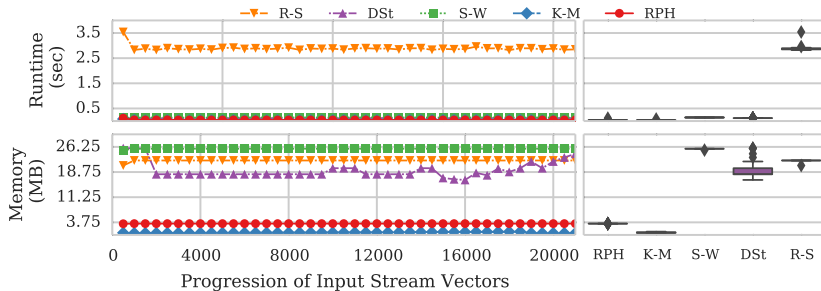 R-S DSt S-W K-M RPH
Runtime
(sec)
3.5
2.5
1.5
0.5
Memory
(MB)
26.25
18.75
11.25
3.75
0 4000 8000 12000 16000 20000
RPH K-M S-W DSt R-S
Progression of Input Stream Vectors